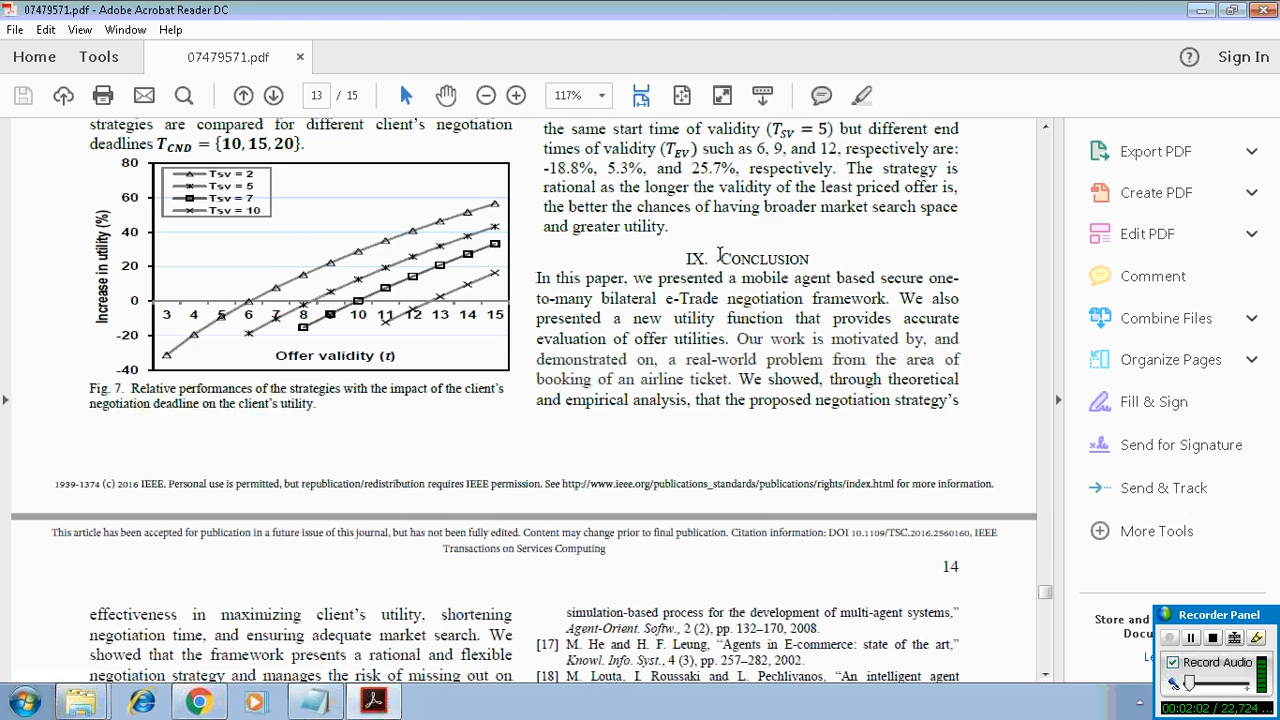 07479571.pdf - Adobe Acrobat Reader DC
File Edit View Window Help
Home Tools 07479571.pdf × ? Sign In
13 / 15 117%
strategies are compared for different client's negotiation
deadlines T_CND = {10, 15, 20}.
80
60
40
20
0
-20
-40
Increase in utility (%)
Tsv = 2
Tsv = 5
Tsv = 7
Tsv = 10
3 4 5 6 7 8 9 10 11 12 13 14 15
Offer validity (τ)
Fig. 7. Relative performances of the strategies with the impact of the client's
negotiation deadline on the client's utility.
the same start time of validity (T_SV = 5) but different end
times of validity (T_EV) such as 6, 9, and 12, respectively are:
-18.8%, 5.3%, and 25.7%, respectively. The strategy is
rational as the longer the validity of the least priced offer is,
the better the chances of having broader market search space
and greater utility.
IX. CONCLUSION
In this paper, we presented a mobile agent based secure one-
to-many bilateral e-Trade negotiation framework. We also
presented a new utility function that provides accurate
evaluation of offer utilities. Our work is motivated by, and
demonstrated on, a real-world problem from the area of
booking of an airline ticket. We showed, through theoretical
and empirical analysis, that the proposed negotiation strategy's
1939-1374 (c) 2016 IEEE. Personal use is permitted, but republication/redistribution requires IEEE permission. See http://www.ieee.org/publications_standards/publications/rights/index.html for more information.
This article has been accepted for publication in a future issue of this journal, but has not been fully edited. Content may change prior to final publication. Citation information: DOI 10.1109/TSC.2016.2560160, IEEE
Transactions on Services Computing
14
effectiveness in maximizing client's utility, shortening
negotiation time, and ensuring adequate market search. We
showed that the framework presents a rational and flexible
negotiation strategy and manages the risk of missing out on
simulation-based process for the development of multi-agent systems,"
Agent-Orient. Softw., 2 (2), pp. 132–170, 2008.
[17] M. He and H. F. Leung, "Agents in E-commerce: state of the art,"
Knowl. Info. Syst., 4 (3), pp. 257–282, 2002.
[18] M. Louta, I. Roussaki and L. Pechlivanos, "An intelligent agent
Export PDF
Create PDF
Edit PDF
Comment
Combine Files
Organize Pages
Fill & Sign
Send for Signature
Send & Track
More Tools
Store and
Docu
Le
Recorder Panel
Record Audio
00:02:02 / 22,724 ...